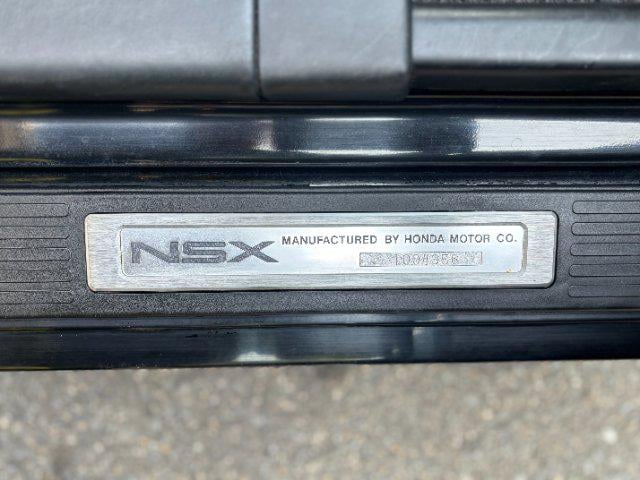 NSX
MANUFACTURED BY HONDA MOTOR CO.